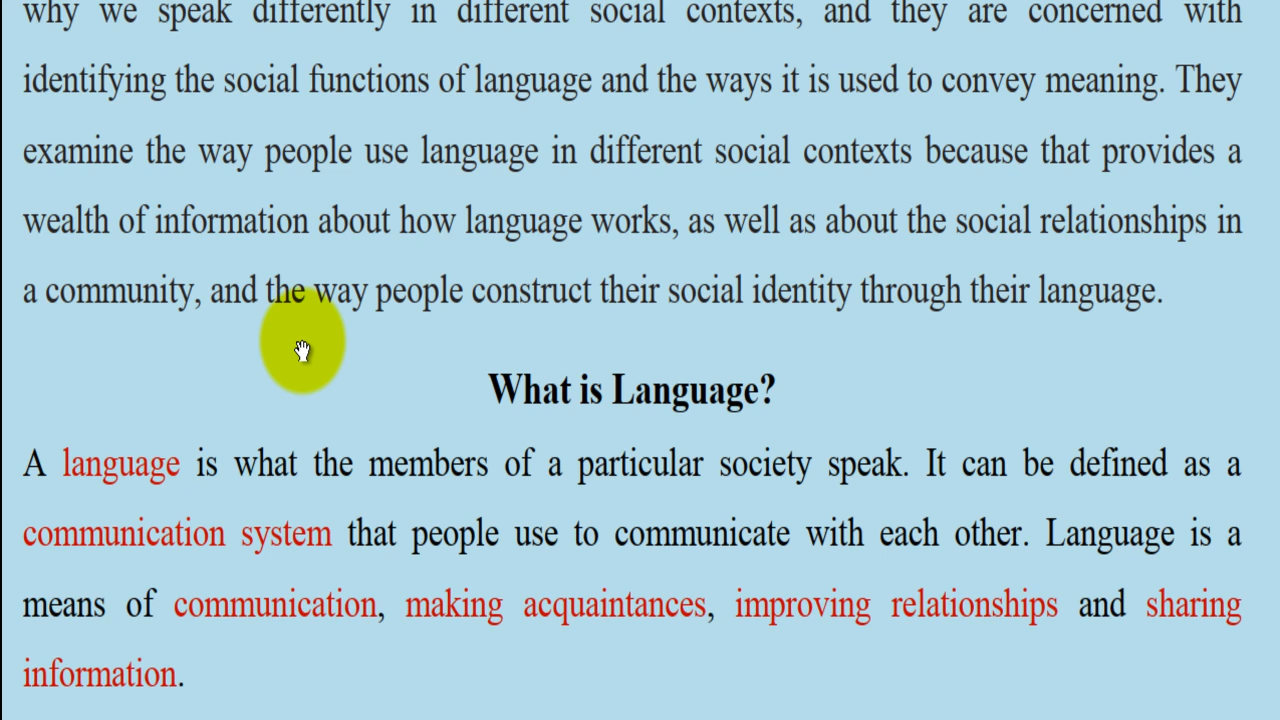 why we speak differently in different social contexts, and they are concerned with
identifying the social functions of language and the ways it is used to convey meaning. They
examine the way people use language in different social contexts because that provides a
wealth of information about how language works, as well as about the social relationships in
a community, and the way people construct their social identity through their language.
What is Language?
A language is what the members of a particular society speak. It can be defined as a
communication system that people use to communicate with each other. Language is a
means of communication, making acquaintances, improving relationships and sharing
information.